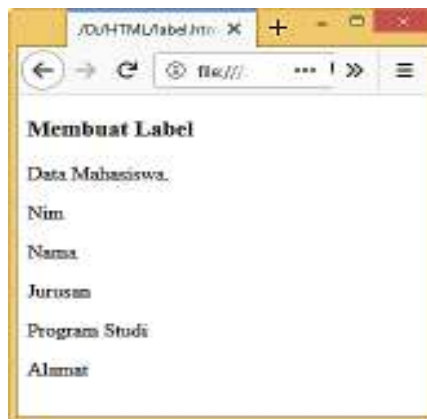 /D:/HTML/label.htm
file:///
Membuat Label
Data Mahasiswa.
Nim
Nama
Jurusan
Program Studi
Alamat